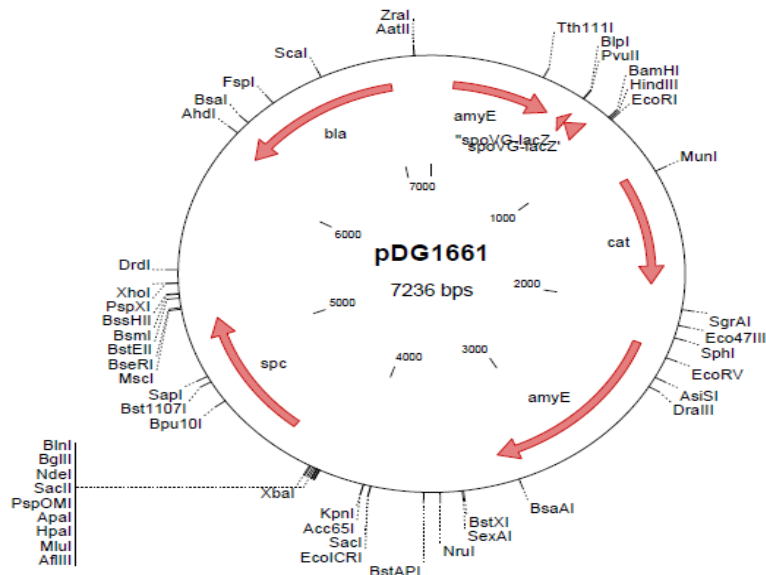 ZraI
AatII
Tth111I
BlpI
PvuII
BamHI
HindIII
EcoRI
MunI
ScaI
FspI
BsaI
AhdI
bla
amyE
"spoVG-lacZ"
spoVG-lacZ'
cat
7000
1000
6000
2000
5000
3000
4000
pDG1661
7236 bps
DrdI
XhoI
PspXI
BssHII
BsmI
BstEII
BseRI
MscI
SapI
Bst1107I
Bpu10I
spc
amyE
SgrAI
Eco47III
SphI
EcoRV
AsiSI
DraIII
BsaAI
BstXI
SexAI
NruI
BstAPI
KpnI
Acc65I
SacI
EcoICRI
XbaI
BlnI
BglII
NdeI
SacII
PspOMI
ApaI
HpaI
MluI
AflIII